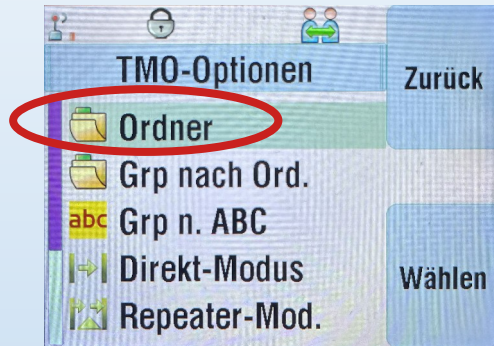 TMO-Optionen
Zurück
Ordner
Grp nach Ord.
abc Grp n. ABC
Direkt-Modus
Wählen
Repeater-Mod.